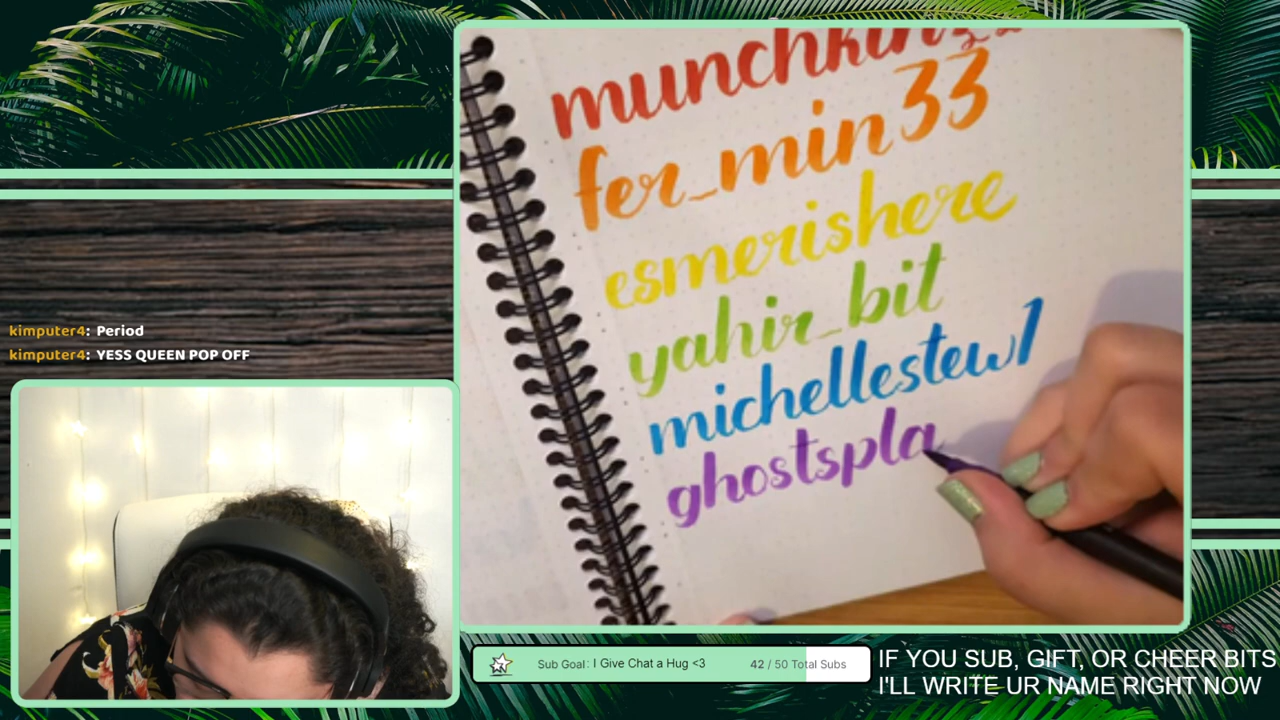 fer_min33
esmerishere
yahir_bit
michellestew1
ghostspla
kimputer4: Period
kimputer4: YESS QUEEN POP OFF
Sub Goal: I Give Chat a Hug <3 42 / 50 Total Subs
IF YOU SUB, GIFT, OR CHEER BITS
I'LL WRITE UR NAME RIGHT NOW